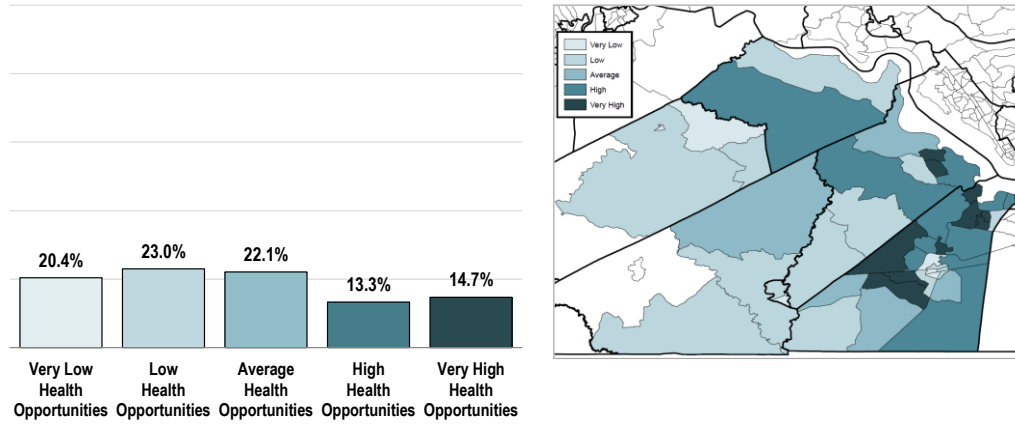 20.4%
23.0%
22.1%
13.3%
14.7%
Very Low
Health
Opportunities
Low
Health
Opportunities
Average
Health
Opportunities
High
Health
Opportunities
Very High
Health
Opportunities
Very Low
Low
Average
High
Very High